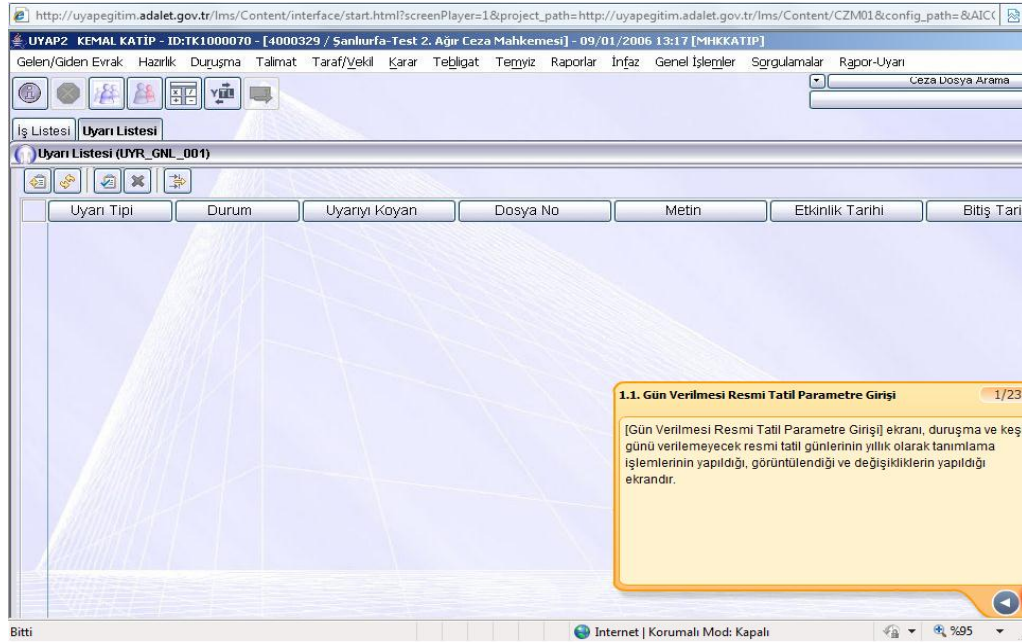 http://uyapegitim.adalet.gov.tr/lms/Content/interface/start.html?screenPlayer=1&project_path=http://uyapegitim.adalet.gov.tr/lms/Content/CZM01&config_path=&AICC
UYAP2 KEMAL KATİP - ID:TK1000070 - [4000329 / Şanlıurfa-Test 2. Ağır Ceza Mahkemesi] - 09/01/2006 13:17 [MHKKATIP]
Gelen/Giden Evrak Hazırlık Duruşma Talimat Taraf/Vekil Karar Tebligat Temyiz Raporlar İnfaz Genel İşlemler Sorgulamalar Rapor-Uyarı
Ceza Dosya Arama
YTL
İş Listesi Uyarı Listesi
Uyarı Listesi (UYR_GNL_001)
Uyarı Tipi Durum Uyarıyı Koyan Dosya No Metin Etkinlik Tarihi Bitiş Tari
1.1. Gün Verilmesi Resmi Tatil Parametre Girişi 1/23
[Gün Verilmesi Resmi Tatil Parametre Girişi] ekranı, duruşma ve keş
günü verilemeyecek resmi tatil günlerinin yıllık olarak tanımlama
işlemlerinin yapıldığı, görüntülendiği ve değişikliklerin yapıldığı
ekrandır.
Bitti Internet | Korumalı Mod: Kapalı %95